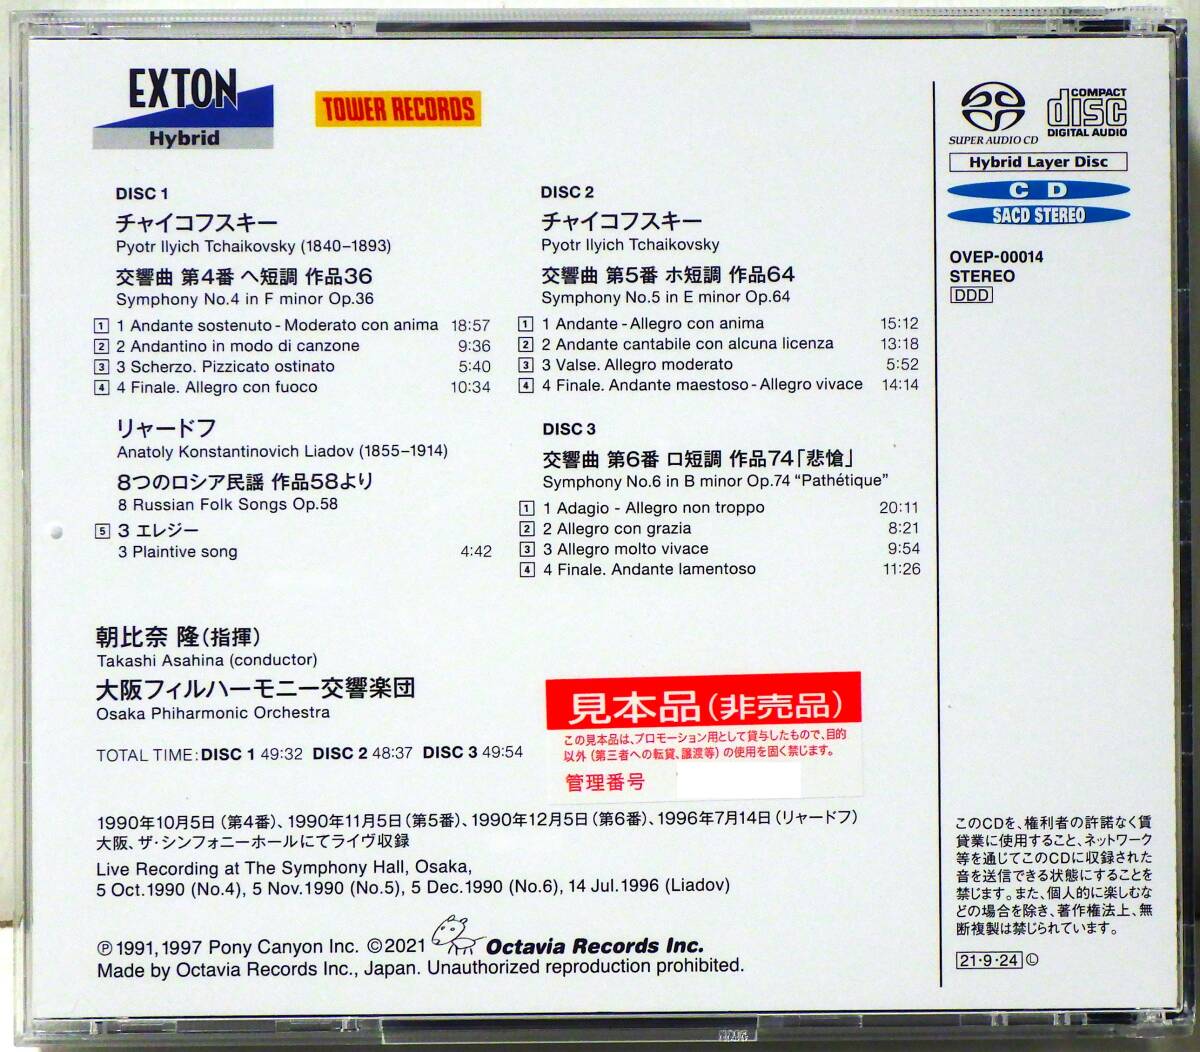 EXTON
Hybrid
TOWER RECORDS
DISC 1
チャイコフスキー
Pyotr Ilyich Tchaikovsky (1840–1893)
交響曲 第4番 ヘ短調 作品36
Symphony No.4 in F minor Op.36
1 1 Andante sostenuto - Moderato con anima 18:57
2 2 Andantino in modo di canzone 9:36
3 3 Scherzo. Pizzicato ostinato 5:40
4 4 Finale. Allegro con fuoco 10:34
リャードフ
Anatoly Konstantinovich Liadov (1855–1914)
8つのロシア民謡 作品58より
8 Russian Folk Songs Op.58
5 3 エレジー
3 Plaintive song 4:42
DISC 2
チャイコフスキー
Pyotr Ilyich Tchaikovsky
交響曲 第5番 ホ短調 作品64
Symphony No.5 in E minor Op.64
1 1 Andante - Allegro con anima 15:12
2 2 Andante cantabile con alcuna licenza 13:18
3 3 Valse. Allegro moderato 5:52
4 4 Finale. Andante maestoso - Allegro vivace 14:14
DISC 3
交響曲 第6番 ロ短調 作品74「悲愴」
Symphony No.6 in B minor Op.74 “Pathétique”
1 1 Adagio - Allegro non troppo 20:11
2 2 Allegro con grazia 8:21
3 3 Allegro molto vivace 9:54
4 4 Finale. Andante lamentoso 11:26
朝比奈 隆（指揮）
Takashi Asahina (conductor)
大阪フィルハーモニー交響楽団
Osaka Phiharmonic Orchestra
TOTAL TIME: DISC 1 49:32 DISC 2 48:37 DISC 3 49:54
見本品（非売品）
この見本品は、プロモーション用として貸与したもので、目的
以外（第三者への転貸、譲渡等）の使用を固く禁じます。
管理番号
1990年10月5日（第4番）、1990年11月5日（第5番）、1990年12月5日（第6番）、1996年7月14日（リャードフ）
大阪、ザ・シンフォニーホールにてライヴ収録
Live Recording at The Symphony Hall, Osaka,
5 Oct.1990 (No.4), 5 Nov.1990 (No.5), 5 Dec.1990 (No.6), 14 Jul.1996 (Liadov)
℗ 1991, 1997 Pony Canyon Inc. ©2021 Octavia Records Inc.
Made by Octavia Records Inc., Japan. Unauthorized reproduction prohibited.
SUPER AUDIO CD
COMPACT
disc
DIGITAL AUDIO
Hybrid Layer Disc
CD
SACD STEREO
OVEP-00014
STEREO
DDD
このCDを、権利者の許諾なく賃
貸業に使用すること、ネットワーク
等を通じてこのCDに収録された
音を送信できる状態にすることを
禁じます。また、個人的に楽しむな
どの場合を除き、著作権法上、無
断複製は禁じられています。
21・9・24 Ⓛ